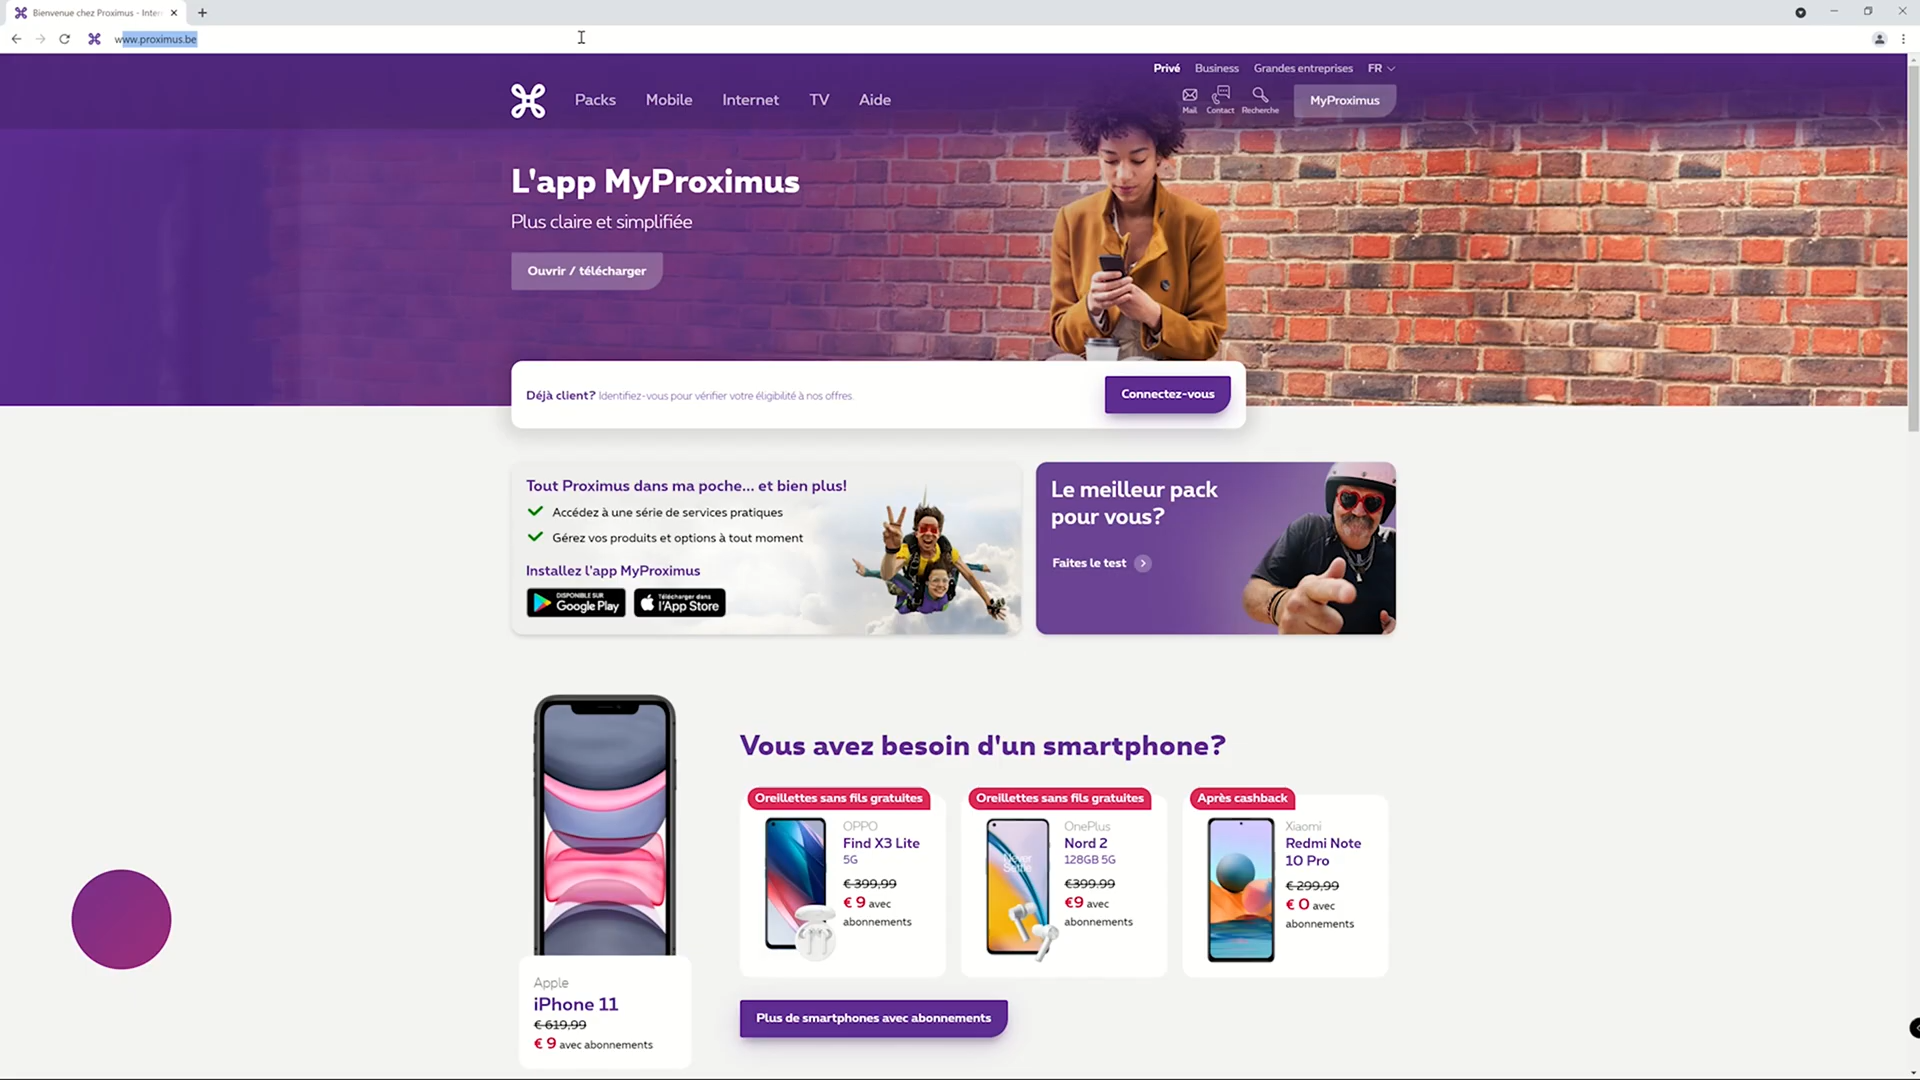 Bienvenue chez Proximus - Inter
www.proximus.be
Privé
Business
Grandes entreprises
FR
Packs
Mobile
Internet
TV
Aide
Mail
Contact
Recherche
MyProximus
L'app MyProximus
Plus claire et simplifiée
Ouvrir / télécharger
Déjà client? Identifiez-vous pour vérifier votre éligibilité à nos offres.
Connectez-vous
Tout Proximus dans ma poche... et bien plus!
Accédez à une série de services pratiques
Gérez vos produits et options à tout moment
Installez l'app MyProximus
DISPONIBLE SUR
Google Play
Télécharger dans
l'App Store
Le meilleur pack
pour vous?
Faites le test
Vous avez besoin d'un smartphone?
Oreillettes sans fils gratuites
OPPO
Find X3 Lite
5G
€ 399,99
€ 9 avec
abonnements
Oreillettes sans fils gratuites
Never
Settle
OnePlus
Nord 2
128GB 5G
€399.99
€9 avec
abonnements
Après cashback
Xiaomi
Redmi Note
10 Pro
€ 299,99
€ 0 avec
abonnements
Apple
iPhone 11
€ 619,99
€ 9 avec abonnements
Plus de smartphones avec abonnements